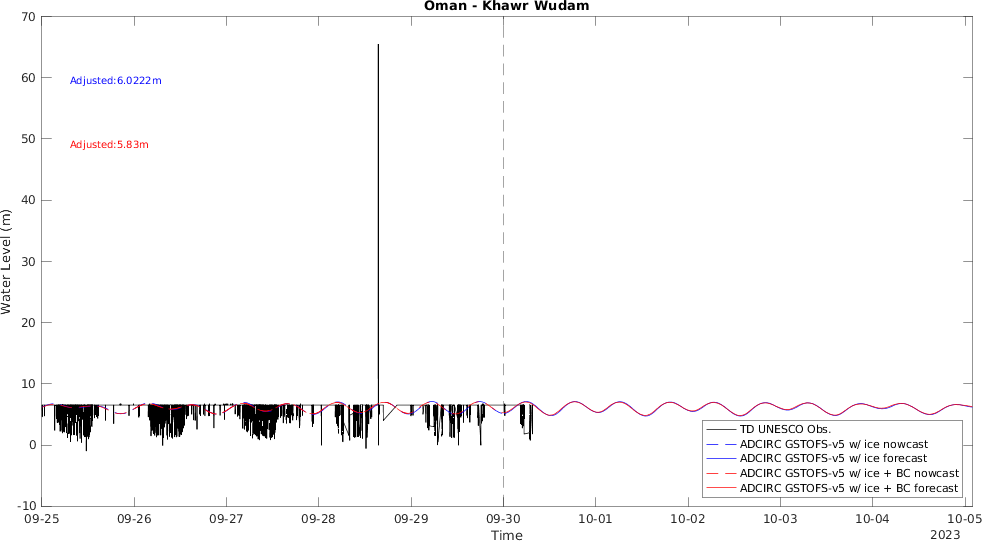 Oman - Khawr Wudam
70
60
50
40
30
20
10
0
-10
Water Level (m)
Adjusted:6.0222m
Adjusted:5.83m
TD UNESCO Obs.
ADCIRC GSTOFS-v5 w/ ice nowcast
ADCIRC GSTOFS-v5 w/ ice forecast
ADCIRC GSTOFS-v5 w/ ice + BC nowcast
ADCIRC GSTOFS-v5 w/ ice + BC forecast
09-25 09-26 09-27 09-28 09-29 09-30 10-01 10-02 10-03 10-04 10-05
Time
2023